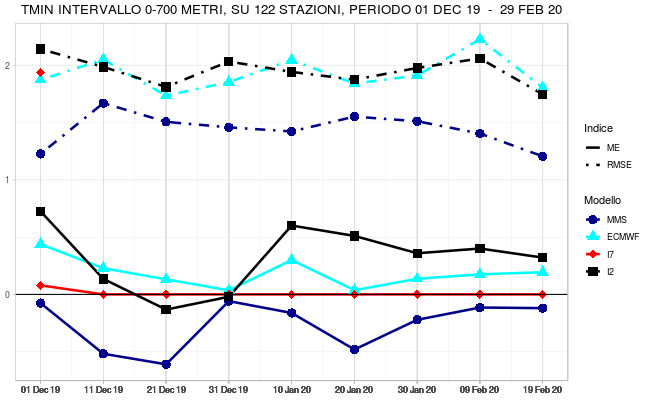 TMIN INTERVALLO 0-700 METRI, SU 122 STAZIONI, PERIODO 01 DEC 19 - 29 FEB 20
2
1
0
01 Dec 19
11 Dec 19
21 Dec 19
31 Dec 19
10 Jan 20
20 Jan 20
30 Jan 20
09 Feb 20
19 Feb 20
Indice
ME
RMSE
Modello
MMS
ECMWF
I7
I2